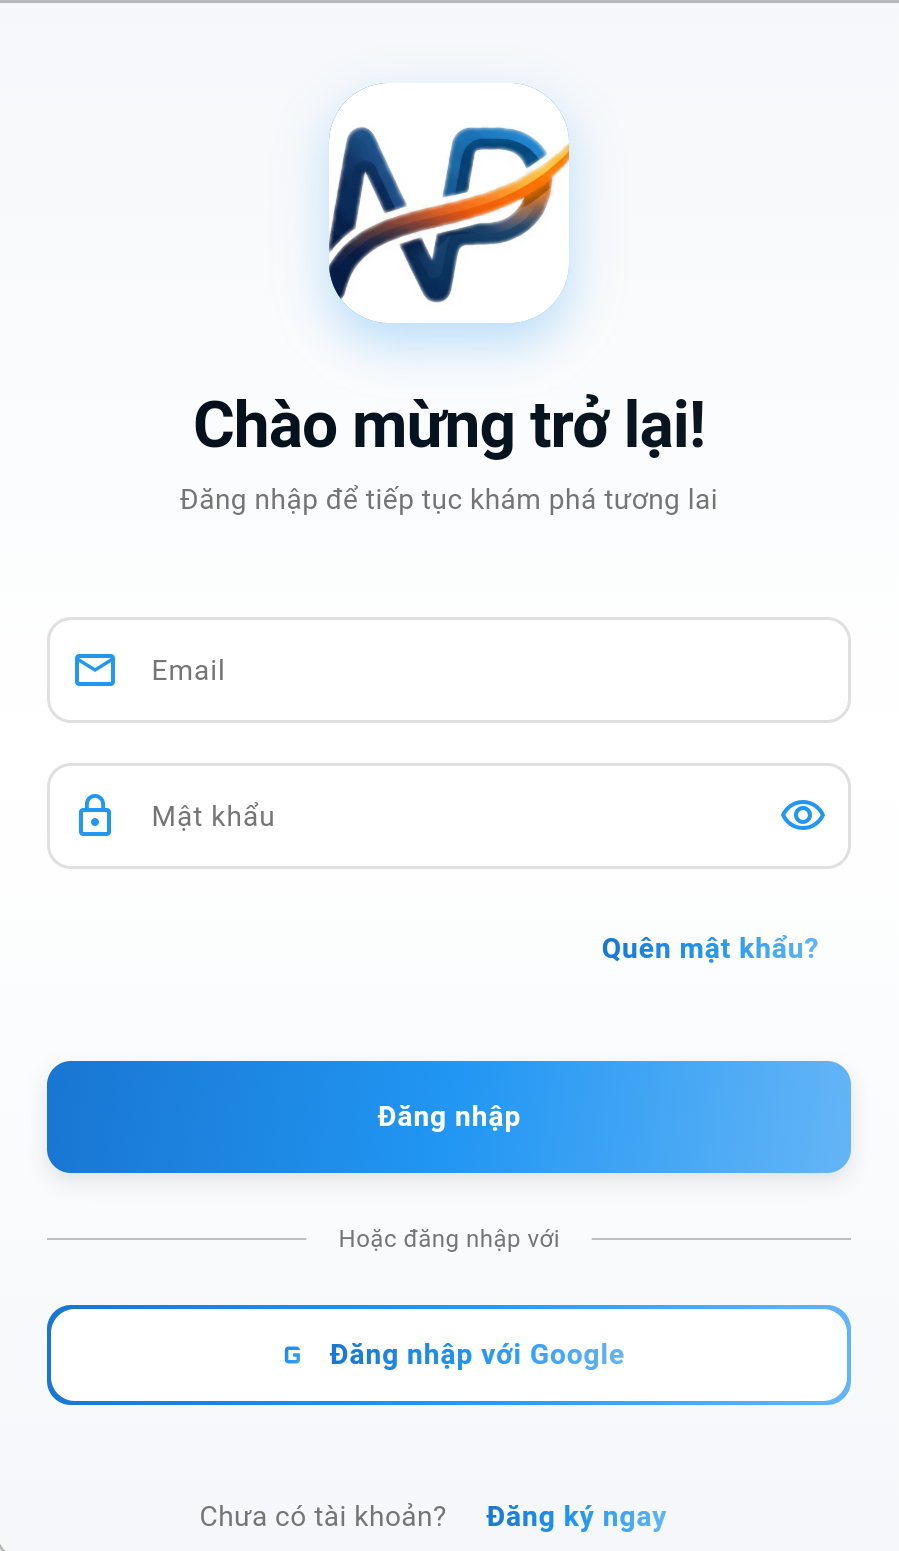 AP
Chào mừng trở lại!
Đăng nhập để tiếp tục khám phá tương lai
Email
Mật khẩu
Quên mật khẩu?
Đăng nhập
Hoặc đăng nhập với
G Đăng nhập với Google
Chưa có tài khoản? Đăng ký ngay